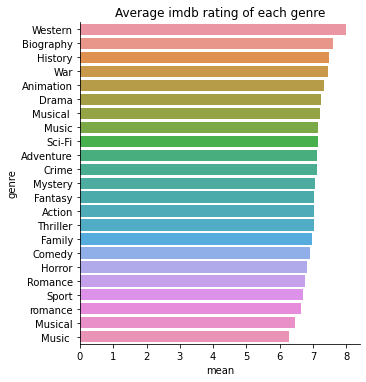 Average imdb rating of each genre
Western
Biography
History
War
Animation
Drama
Musical
Music
Sci-Fi
Adventure
Crime
Mystery
Fantasy
Action
Thriller
Family
Comedy
Horror
Romance
Sport
romance
Musical
Music
genre
0 1 2 3 4 5 6 7 8
mean